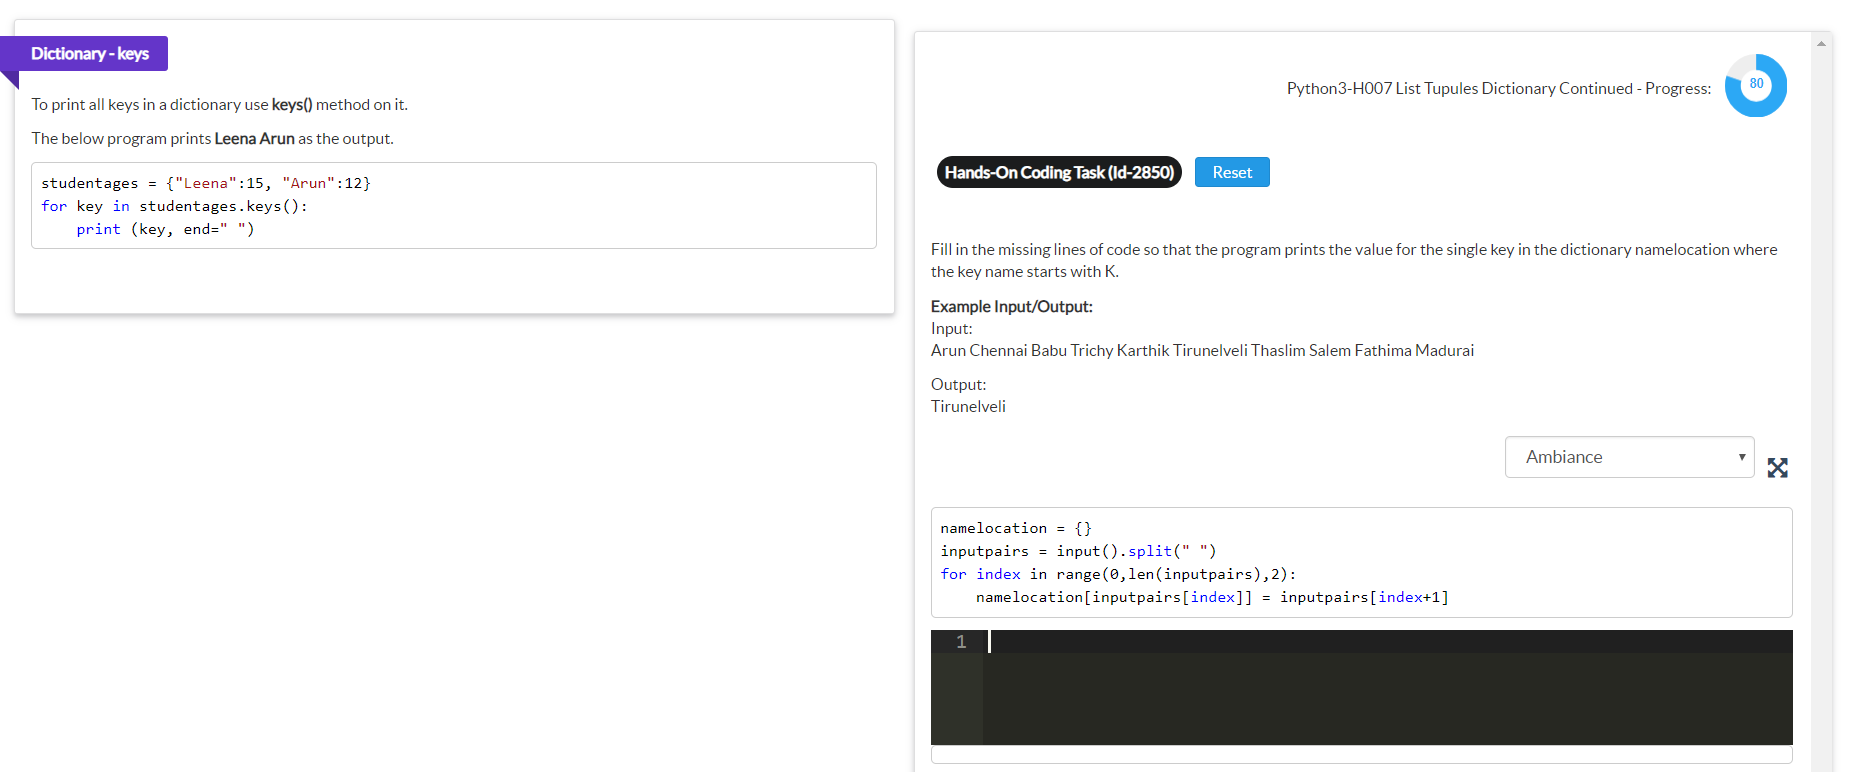 Dictionary - keys
To print all keys in a dictionary use keys() method on it.
The below program prints Leena Arun as the output.
studentages = {"Leena":15, "Arun":12}
for key in studentages.keys():
    print (key, end=" ")
Python3-H007 List Tupules Dictionary Continued - Progress:
80
Hands-On Coding Task (Id-2850)
Reset
Fill in the missing lines of code so that the program prints the value for the single key in the dictionary namelocation where
the key name starts with K.
Example Input/Output:
Input:
Arun Chennai Babu Trichy Karthik Tirunelveli Thaslim Salem Fathima Madurai
Output:
Tirunelveli
Ambiance
namelocation = {}
inputpairs = input().split(" ")
for index in range(0,len(inputpairs),2):
    namelocation[inputpairs[index]] = inputpairs[index+1]
1